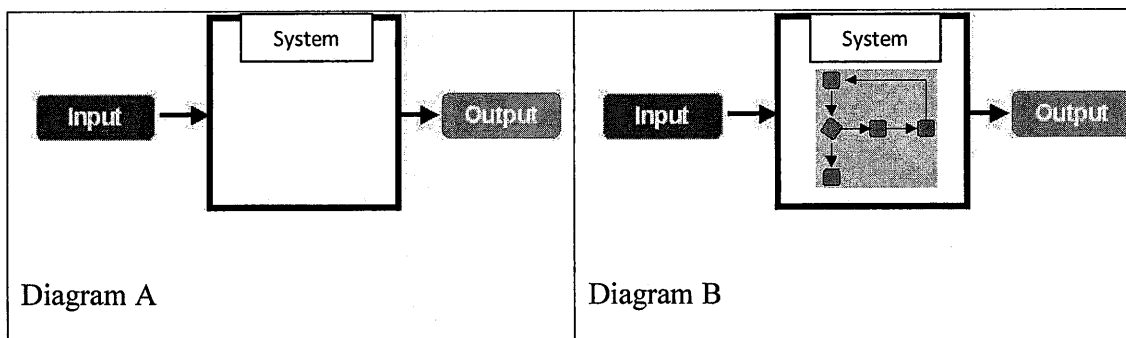 System
Input
Output
Diagram A
System
Input
Output
Diagram B